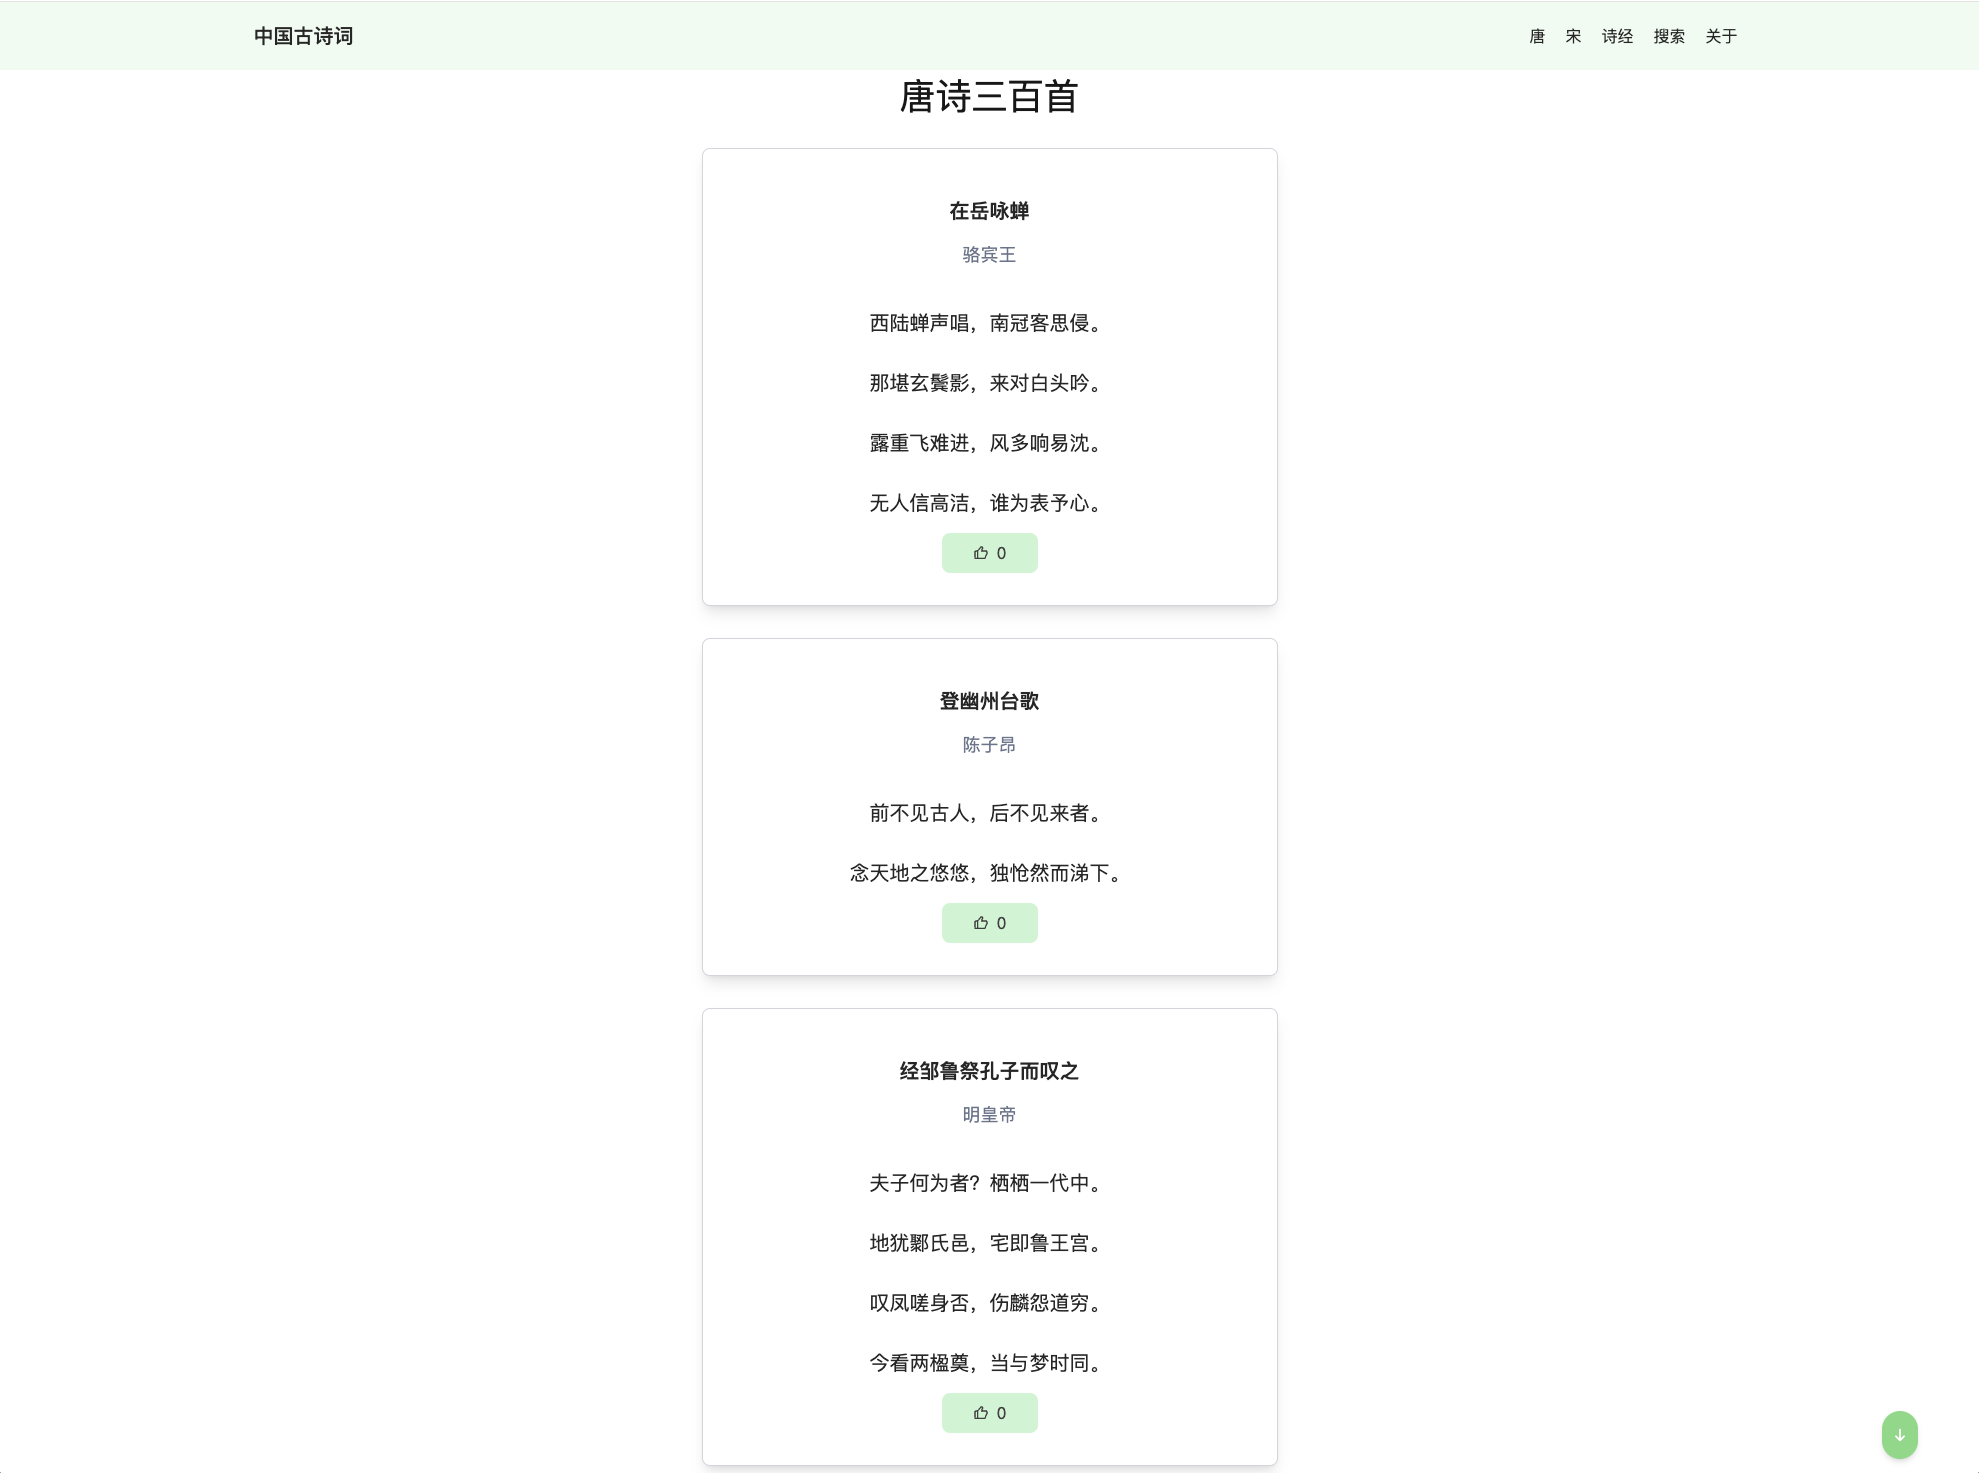 中国古诗词
唐 宋 诗经 搜索 关于
唐诗三百首
在岳咏蝉
骆宾王
西陆蝉声唱，南冠客思侵。
那堪玄鬓影，来对白头吟。
露重飞难进，风多响易沈。
无人信高洁，谁为表予心。
0
登幽州台歌
陈子昂
前不见古人，后不见来者。
念天地之悠悠，独怆然而涕下。
0
经邹鲁祭孔子而叹之
明皇帝
夫子何为者？栖栖一代中。
地犹鄹氏邑，宅即鲁王宫。
叹凤嗟身否，伤麟怨道穷。
今看两楹奠，当与梦时同。
0